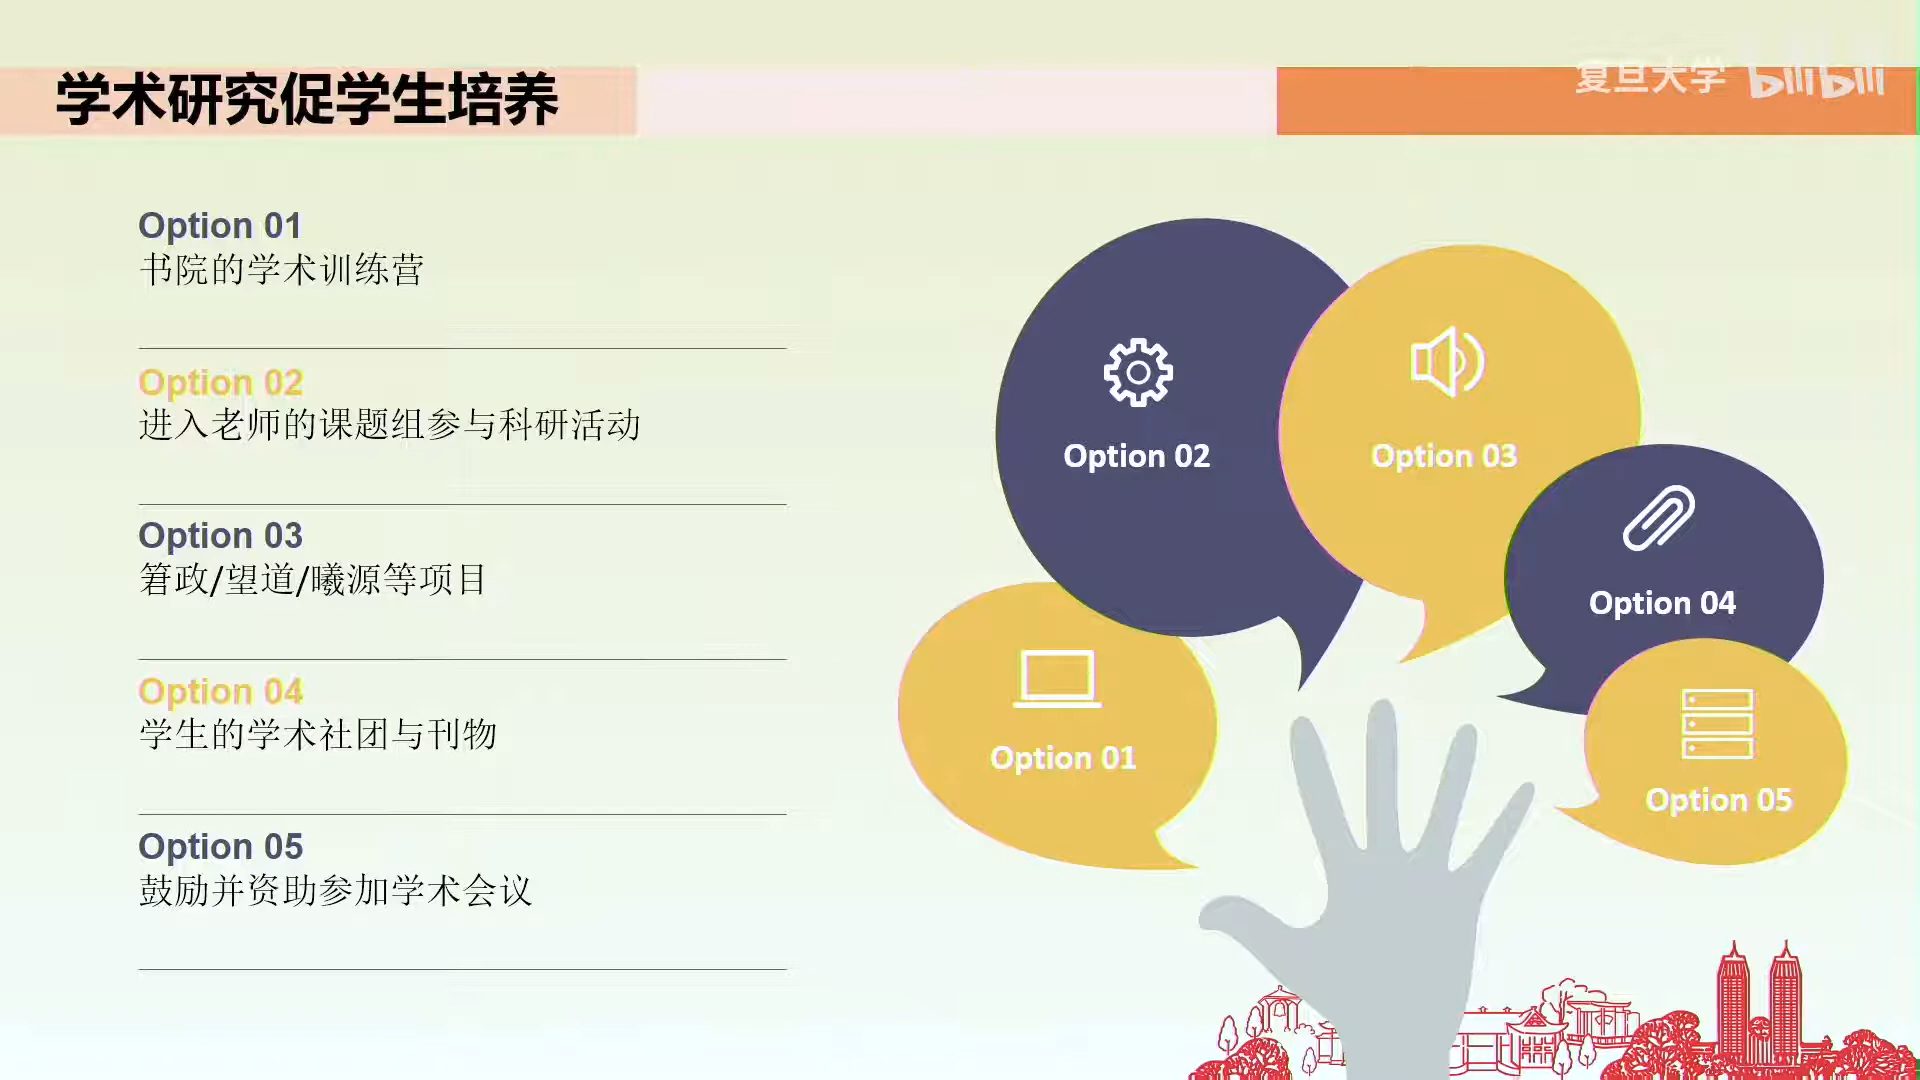 复旦大学 bilibili
学术研究促学生培养
Option 01
书院的学术训练营
Option 02
进入老师的课题组参与科研活动
Option 03
箬政/望道/曦源等项目
Option 04
学生的学术社团与刊物
Option 05
鼓励并资助参加学术会议
Option 02
Option 03
Option 04
Option 01
Option 05